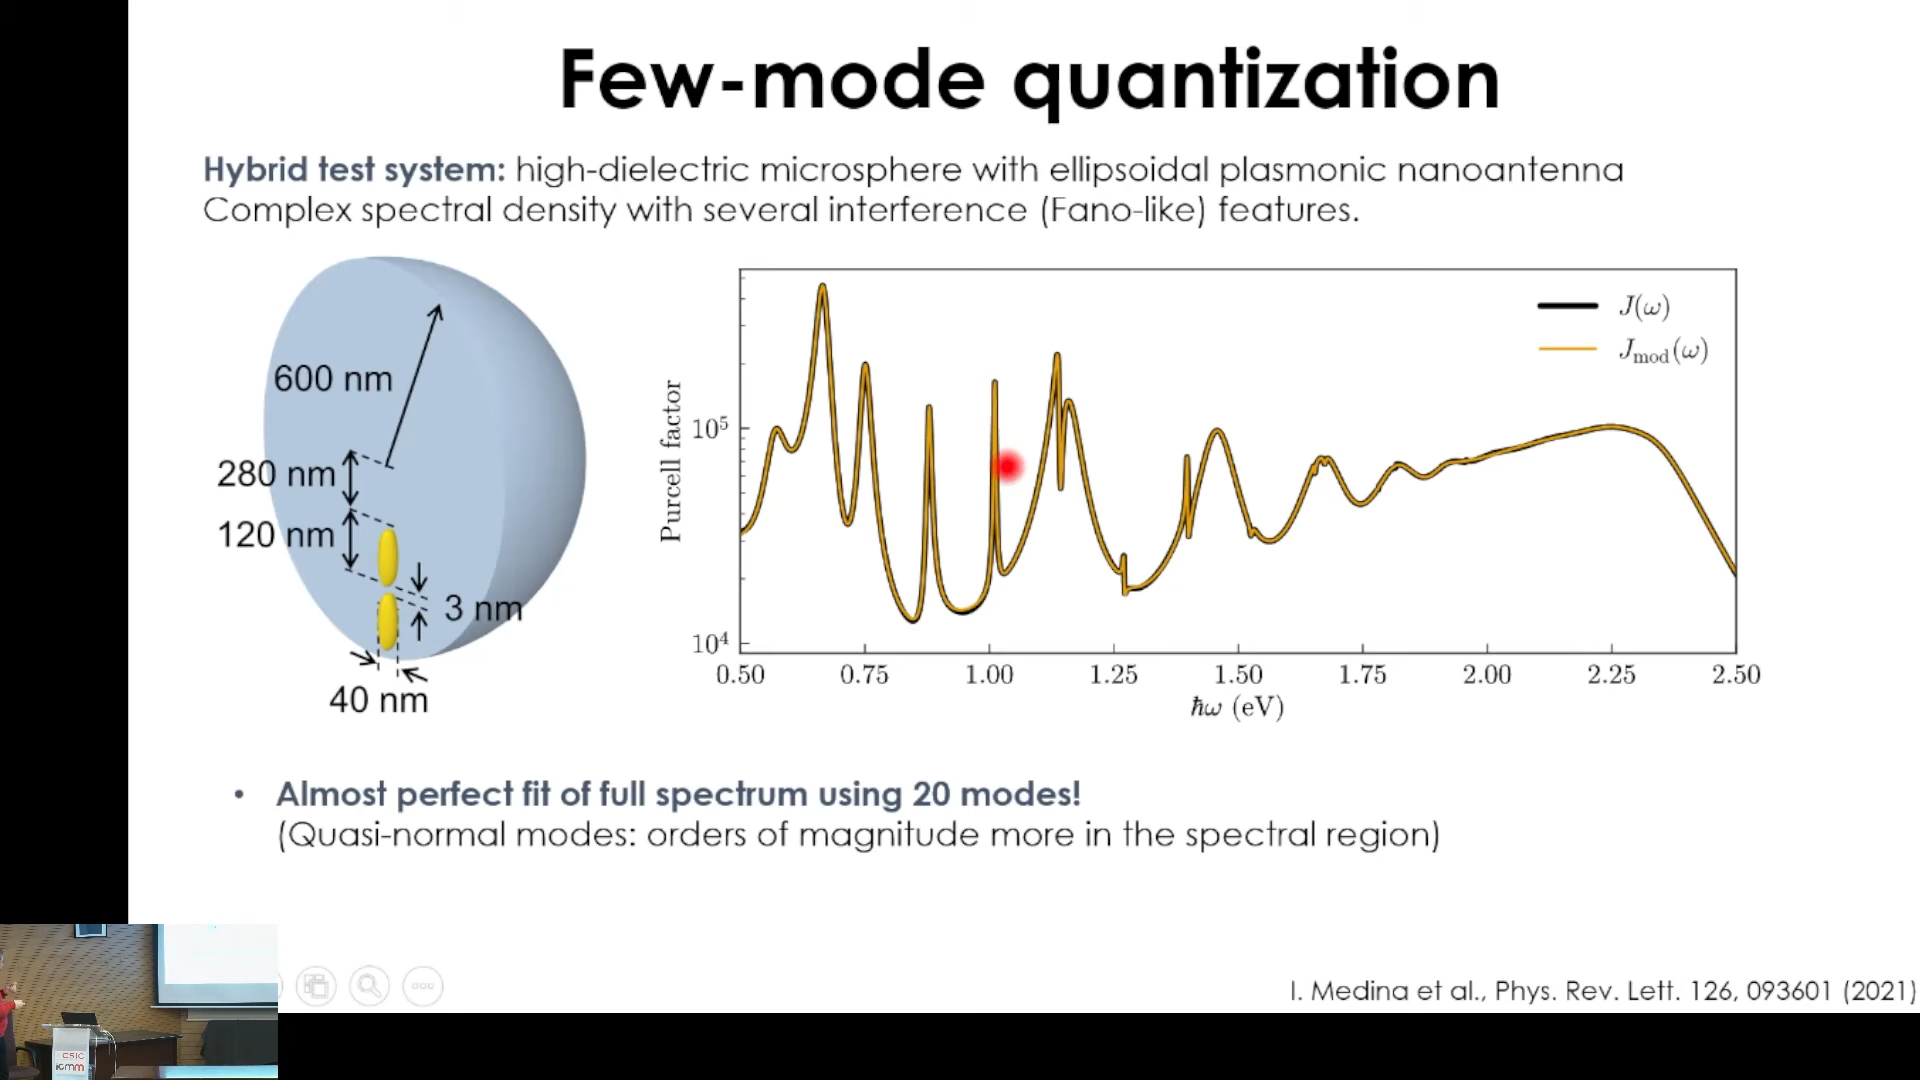 Few-mode quantization
Hybrid test system: high-dielectric microsphere with ellipsoidal plasmonic nanoantenna
Complex spectral density with several interference (Fano-like) features.
600 nm
280 nm
120 nm
3 nm
40 nm
Purcell factor
10⁵
10⁴
J(ω)
J_mod(ω)
0.50 0.75 1.00 1.25 1.50 1.75 2.00 2.25 2.50
ℏω (eV)
• Almost perfect fit of full spectrum using 20 modes!
(Quasi-normal modes: orders of magnitude more in the spectral region)
I. Medina et al., Phys. Rev. Lett. 126, 093601 (2021)
CSIC
icmm